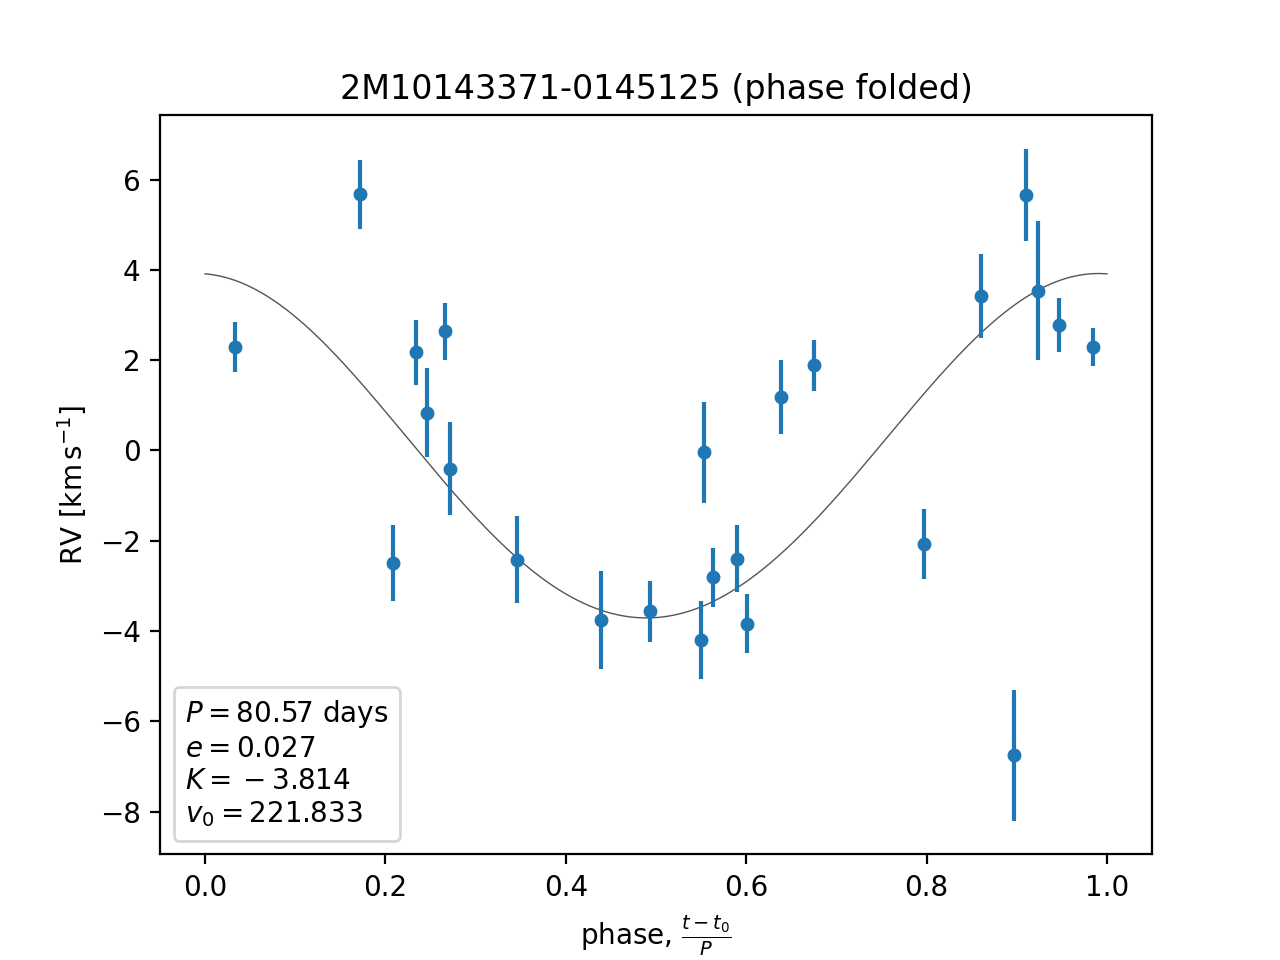 2M10143371-0145125 (phase folded)
RV [km s⁻¹]
6
4
2
0
−2
−4
−6
−8
P = 80.57 days
e = 0.027
K = −3.814
v₀ = 221.833
0.0 0.2 0.4 0.6 0.8 1.0
phase, (t − t₀)/P